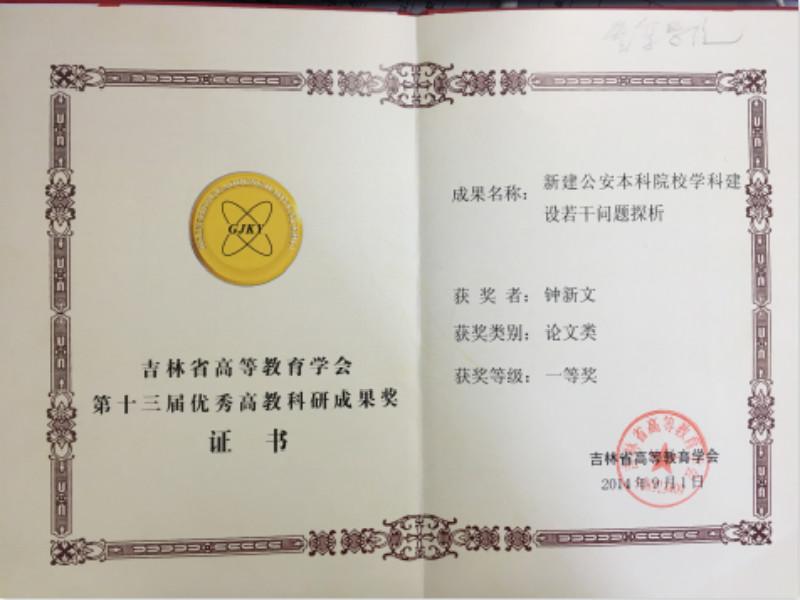 GJKY
吉林省高等教育学会
第十三届优秀高教科研成果奖
证 书
成果名称：新建公安本科院校学科建
设若干问题探析
获 奖 者：钟新文
获奖类别：论文类
获奖等级：一等奖
吉林省高等教育学会
2014年9月1日